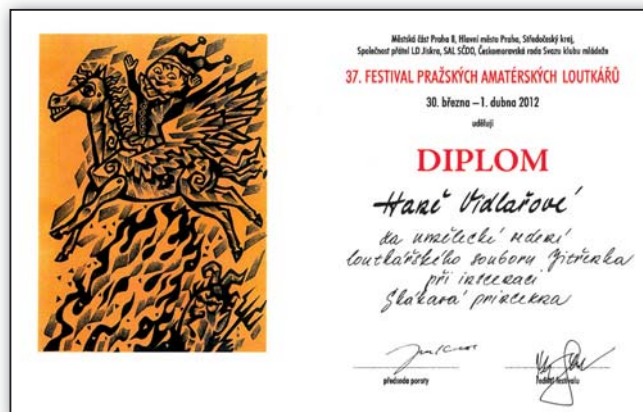 Městská část Praha 8, Hlavní město Praha, Středočeský kraj,
Společnost přátel LD Jiskra, SAL SČDO, Českomoravská rada Svazu klubů mládeže
37. FESTIVAL PRAŽSKÝCH AMATÉRSKÝCH LOUTKÁŘŮ
30. března – 1. dubna 2012
udělují
DIPLOM
Haně Vidlařové
za umělecké vedení
loutkářského souboru Jitřenka
při inscenaci
princezna
předseda poroty
ředitel festivalu